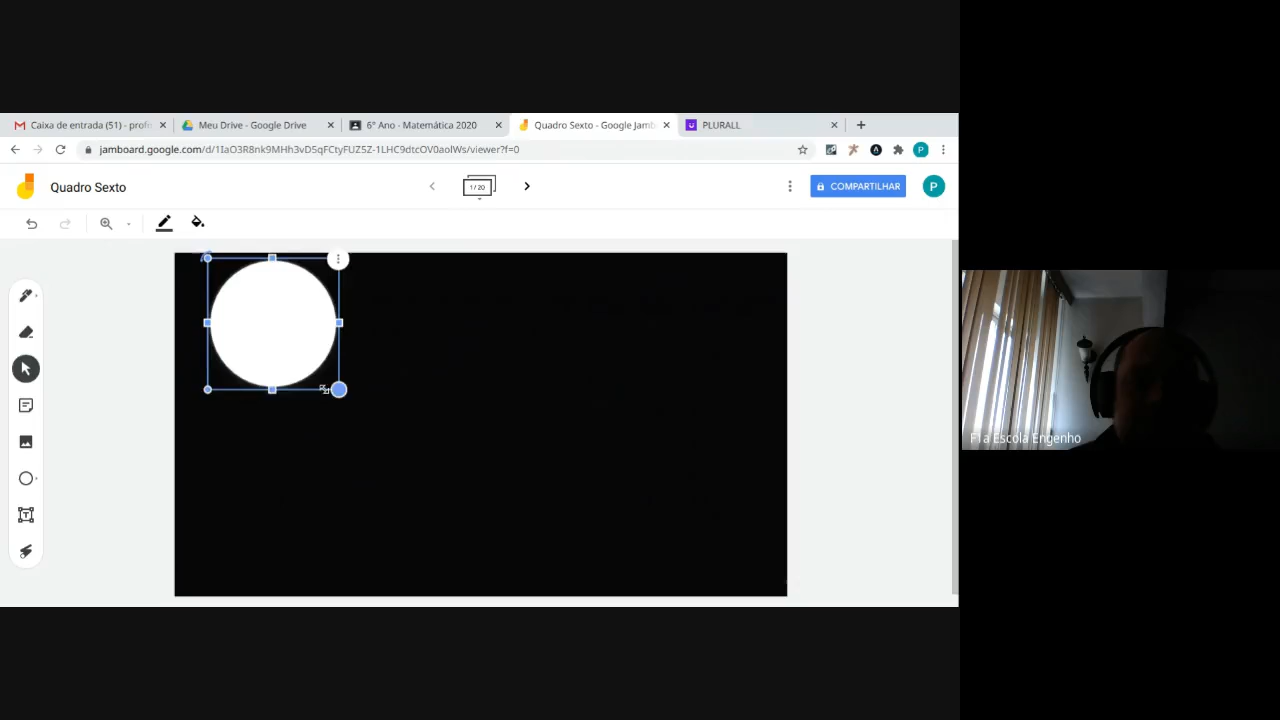 Caixa de entrada (51) - profe
Meu Drive - Google Drive
6º Ano - Matemática 2020
Quadro Sexto - Google Jamb
PLURALL
jamboard.google.com/d/1IaO3R8nk9MHh3vD5qFCtyFUZ5Z-1LHC9dtcOV0aolWs/viewer?f=0
P
Quadro Sexto
1 / 20
COMPARTILHAR
P
T
F1a Escola Engenho